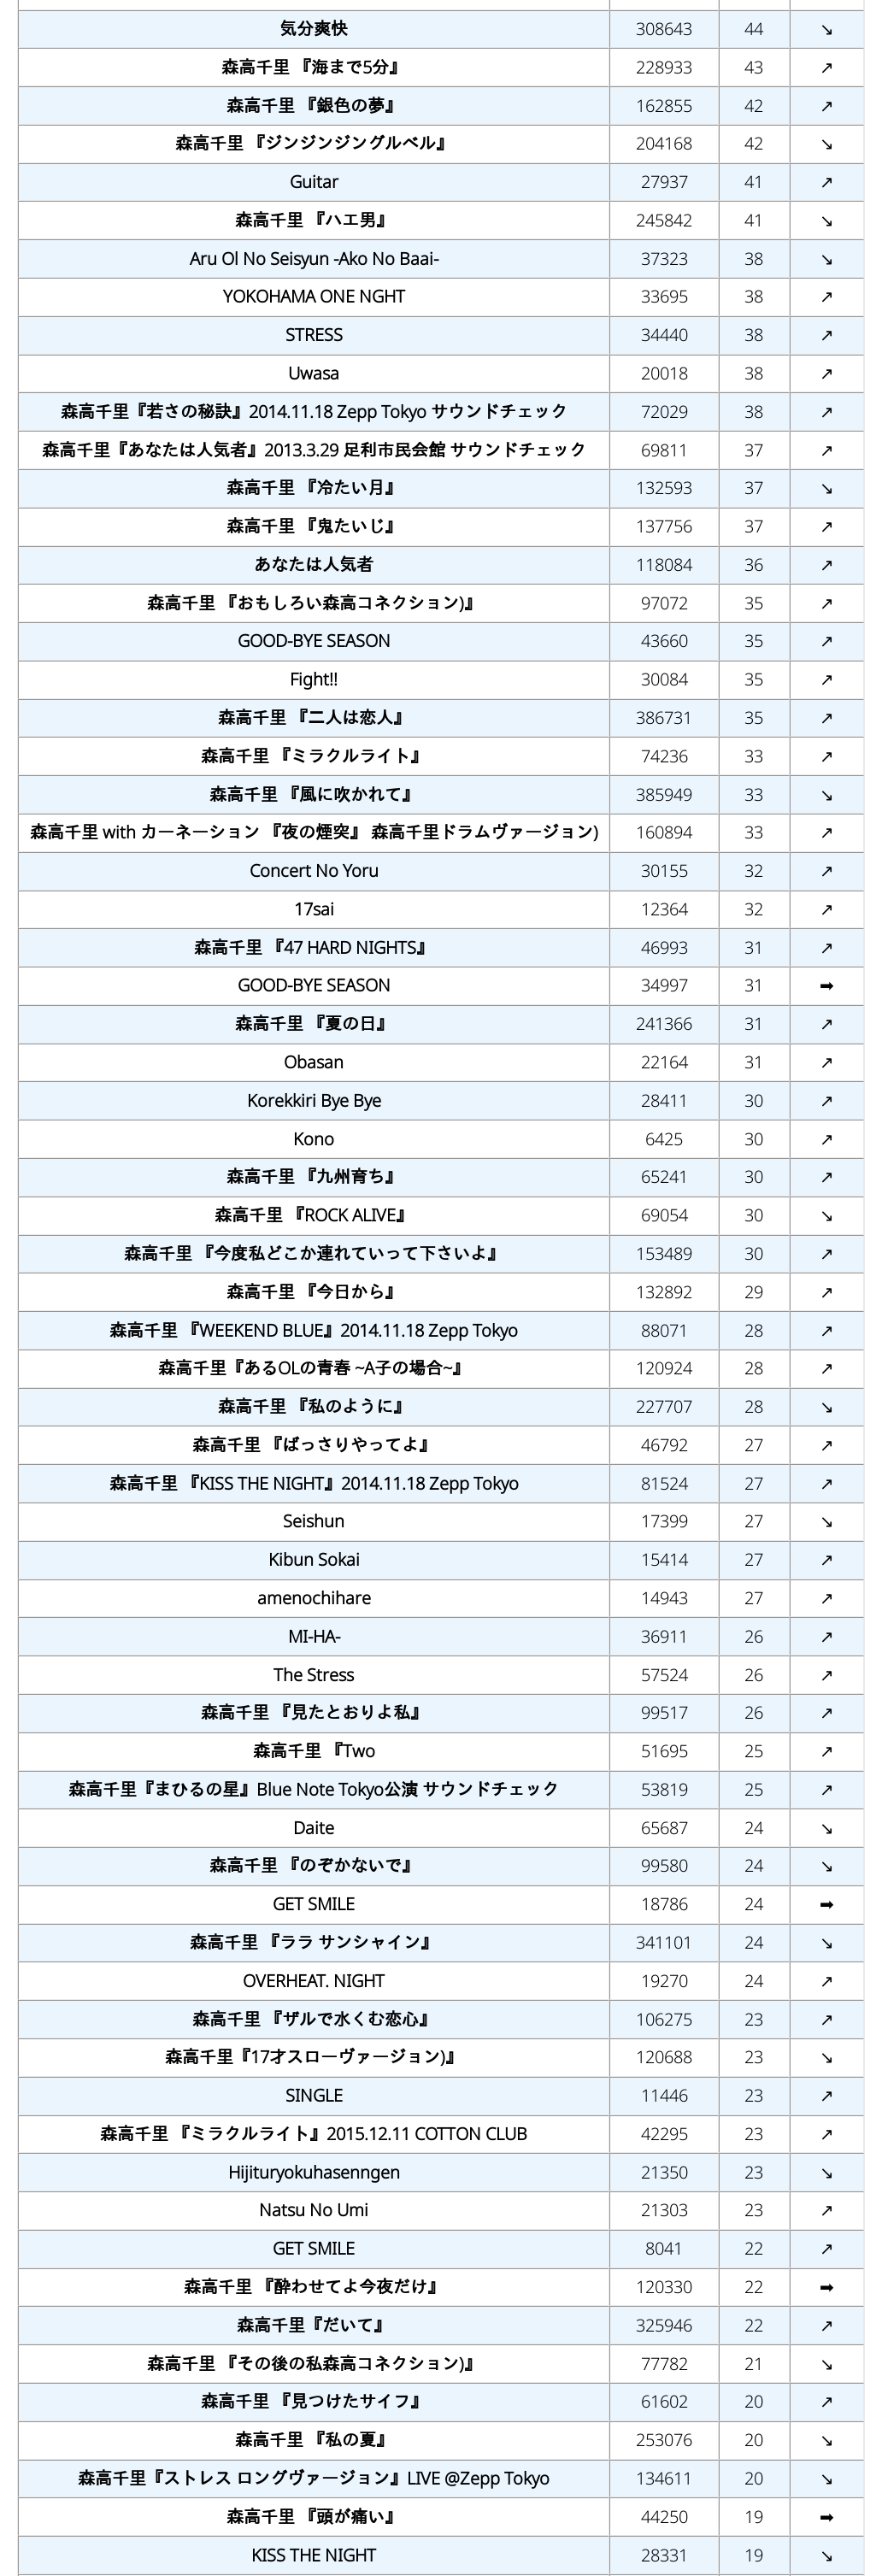 気分爽快 308643 44 ↘
森高千里 『海まで5分』 228933 43 ↗
森高千里 『銀色の夢』 162855 42 ↗
森高千里 『ジンジンジングルベル』 204168 42 ↘
Guitar 27937 41 ↗
森高千里 『ハエ男』 245842 41 ↘
Aru Ol No Seisyun -Ako No Baai- 37323 38 ↘
YOKOHAMA ONE NGHT 33695 38 ↗
STRESS 34440 38 ↗
Uwasa 20018 38 ↗
森高千里『若さの秘訣』2014.11.18 Zepp Tokyo サウンドチェック 72029 38 ↗
森高千里『あなたは人気者』2013.3.29 足利市民会館 サウンドチェック 69811 37 ↗
森高千里 『冷たい月』 132593 37 ↘
森高千里 『鬼たいじ』 137756 37 ↗
あなたは人気者 118084 36 ↗
森高千里 『おもしろい森高コネクション)』 97072 35 ↗
GOOD-BYE SEASON 43660 35 ↗
Fight!! 30084 35 ↗
森高千里 『二人は恋人』 386731 35 ↗
森高千里 『ミラクルライト』 74236 33 ↗
森高千里 『風に吹かれて』 385949 33 ↘
森高千里 with カーネーション 『夜の煙突』 森高千里ドラムヴァージョン) 160894 33 ↗
Concert No Yoru 30155 32 ↗
17sai 12364 32 ↗
森高千里 『47 HARD NIGHTS』 46993 31 ↗
GOOD-BYE SEASON 34997 31 ➡
森高千里 『夏の日』 241366 31 ↗
Obasan 22164 31 ↗
Korekkiri Bye Bye 28411 30 ↗
Kono 6425 30 ↗
森高千里 『九州育ち』 65241 30 ↗
森高千里 『ROCK ALIVE』 69054 30 ↘
森高千里 『今度私どこか連れていって下さいよ』 153489 30 ↗
森高千里 『今日から』 132892 29 ↗
森高千里 『WEEKEND BLUE』2014.11.18 Zepp Tokyo 88071 28 ↗
森高千里『あるOLの青春 ~A子の場合~』 120924 28 ↗
森高千里 『私のように』 227707 28 ↘
森高千里 『ばっさりやってよ』 46792 27 ↗
森高千里 『KISS THE NIGHT』2014.11.18 Zepp Tokyo 81524 27 ↗
Seishun 17399 27 ↘
Kibun Sokai 15414 27 ↗
amenochihare 14943 27 ↗
MI-HA- 36911 26 ↗
The Stress 57524 26 ↗
森高千里 『見たとおりよ私』 99517 26 ↗
森高千里 『Two 51695 25 ↗
森高千里『まひるの星』Blue Note Tokyo公演 サウンドチェック 53819 25 ↗
Daite 65687 24 ↘
森高千里 『のぞかないで』 99580 24 ↘
GET SMILE 18786 24 ➡
森高千里 『ララ サンシャイン』 341101 24 ↘
OVERHEAT. NIGHT 19270 24 ↗
森高千里 『ザルで水くむ恋心』 106275 23 ↗
森高千里『17才スローヴァージョン)』 120688 23 ↘
SINGLE 11446 23 ↗
森高千里 『ミラクルライト』2015.12.11 COTTON CLUB 42295 23 ↗
Hijituryokuhasenngen 21350 23 ↘
Natsu No Umi 21303 23 ↗
GET SMILE 8041 22 ↗
森高千里 『酔わせてよ今夜だけ』 120330 22 ➡
森高千里『だいて』 325946 22 ↗
森高千里 『その後の私森高コネクション)』 77782 21 ↘
森高千里 『見つけたサイフ』 61602 20 ↗
森高千里 『私の夏』 253076 20 ↘
森高千里『ストレス ロングヴァージョン』LIVE @Zepp Tokyo 134611 20 ↘
森高千里 『頭が痛い』 44250 19 ➡
KISS THE NIGHT 28331 19 ↘